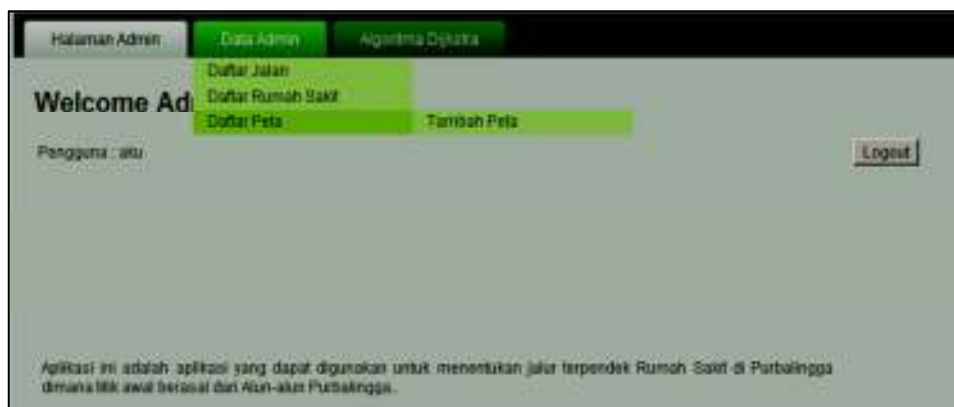 Halaman Admin Data Admin Algoritma Dijkstra
Daftar Jalan
Welcome Ad Daftar Rumah Sakit
Daftar Peta Tambah Peta
Pengguna : aku Logout
Aplikasi ini adalah aplikasi yang dapat digunakan untuk menentukan jalur terpendek Rumah Sakit di Purbalingga
dimana titik awal berasal dari Alun-alun Purbalingga.